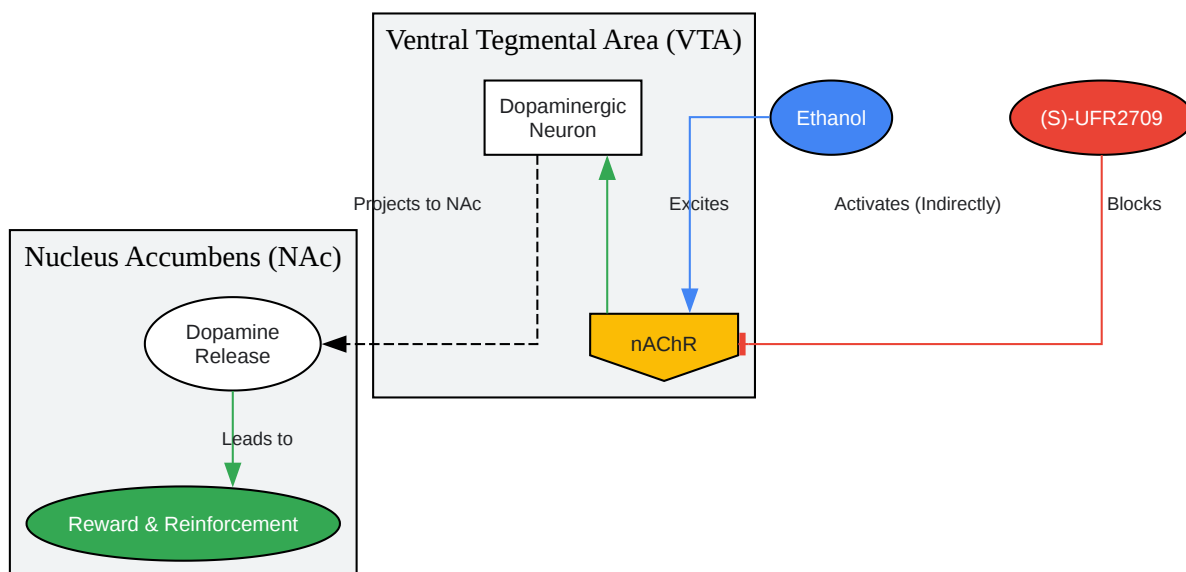 Ventral Tegmental Area (VTA)
Dopaminergic
Neuron
Ethanol
(S)-UFR2709
Projects to NAc
Excites
Activates (Indirectly)
Blocks
Nucleus Accumbens (NAc)
Dopamine
Release
nAChR
Leads to
Reward & Reinforcement